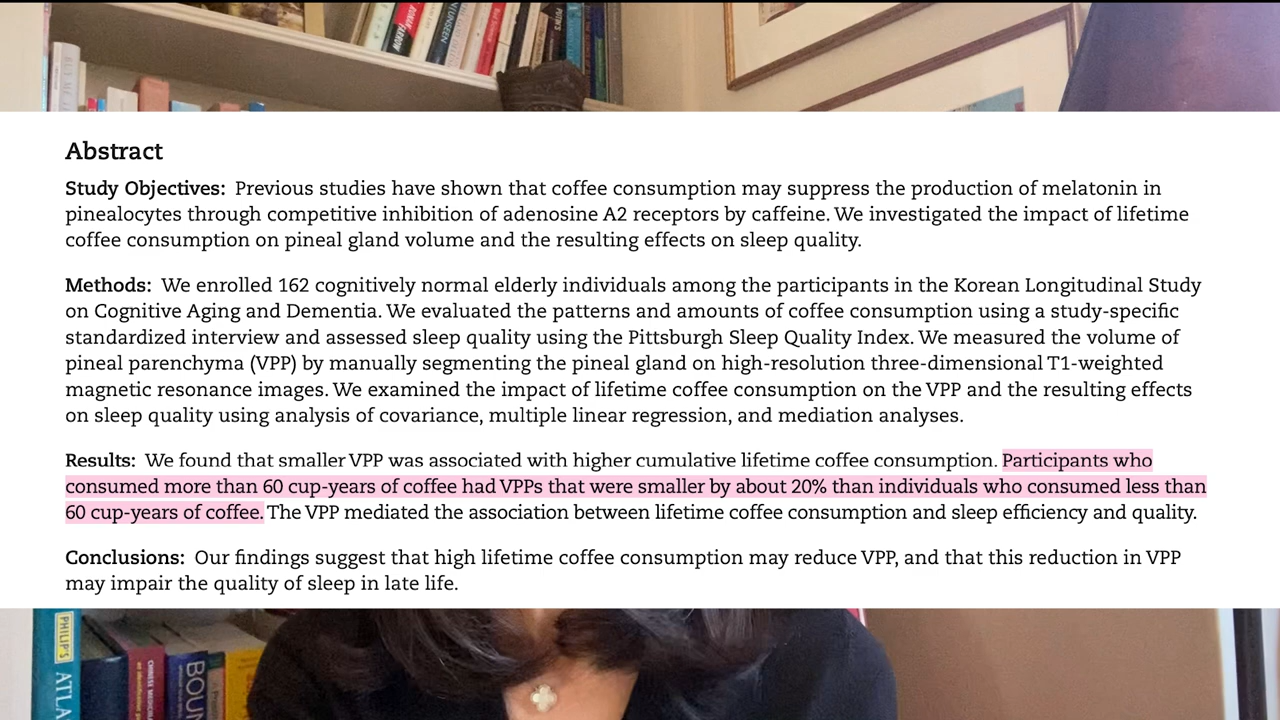 UNSEEN
Abstract
Study Objectives: Previous studies have shown that coffee consumption may suppress the production of melatonin in
pinealocytes through competitive inhibition of adenosine A2 receptors by caffeine. We investigated the impact of lifetime
coffee consumption on pineal gland volume and the resulting effects on sleep quality.
Methods: We enrolled 162 cognitively normal elderly individuals among the participants in the Korean Longitudinal Study
on Cognitive Aging and Dementia. We evaluated the patterns and amounts of coffee consumption using a study-specific
standardized interview and assessed sleep quality using the Pittsburgh Sleep Quality Index. We measured the volume of
pineal parenchyma (VPP) by manually segmenting the pineal gland on high-resolution three-dimensional T1-weighted
magnetic resonance images. We examined the impact of lifetime coffee consumption on the VPP and the resulting effects
on sleep quality using analysis of covariance, multiple linear regression, and mediation analyses.
Results: We found that smaller VPP was associated with higher cumulative lifetime coffee consumption. Participants who
consumed more than 60 cup-years of coffee had VPPs that were smaller by about 20% than individuals who consumed less than
60 cup-years of coffee. The VPP mediated the association between lifetime coffee consumption and sleep efficiency and quality.
Conclusions: Our findings suggest that high lifetime coffee consumption may reduce VPP, and that this reduction in VPP
may impair the quality of sleep in late life.
PHILIP'S
ATLA
CHINESE MEDICINE
BOUN